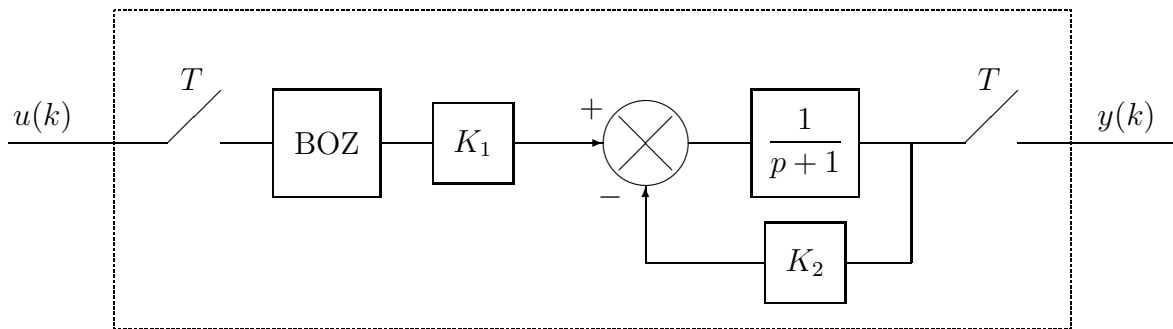 T
T
u(k)
BOZ
K₁
+
1
p + 1
y(k)
−
K₂